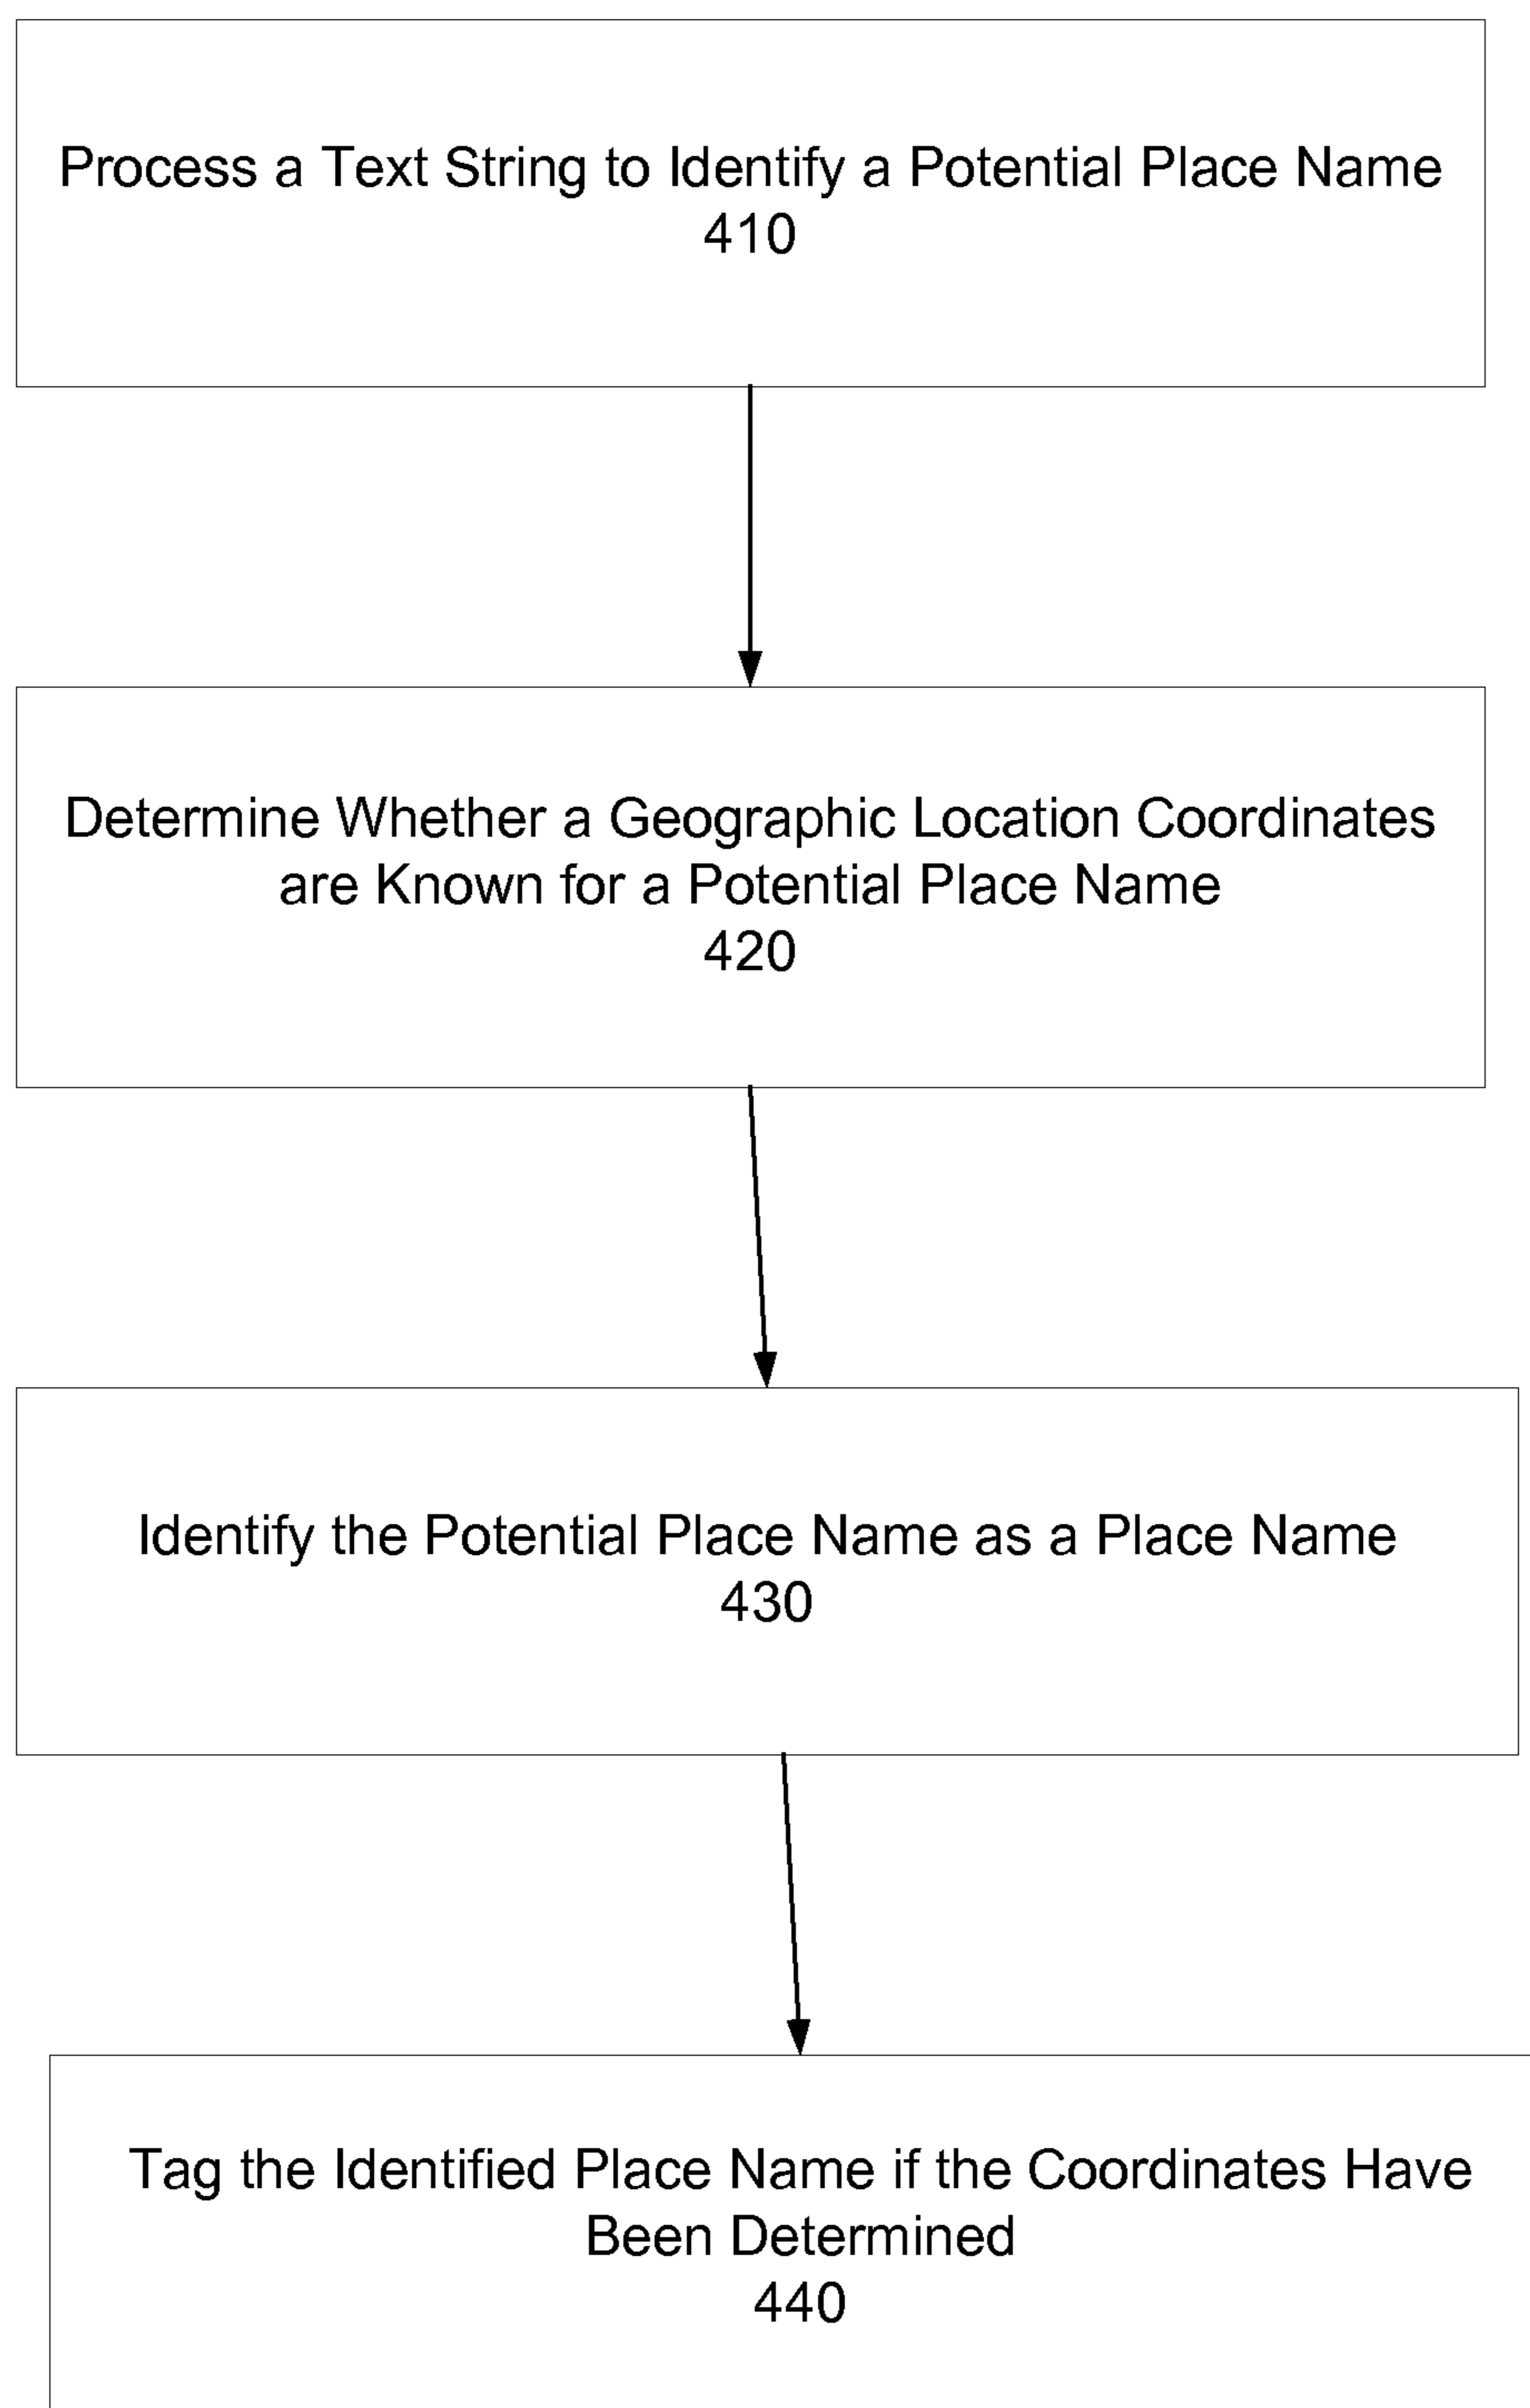 Process a Text String to Identify a Potential Place Name
410
Determine Whether a Geographic Location Coordinates
are Known for a Potential Place Name
420
Identify the Potential Place Name as a Place Name
430
Tag the Identified Place Name if the Coordinates Have
Been Determined
440